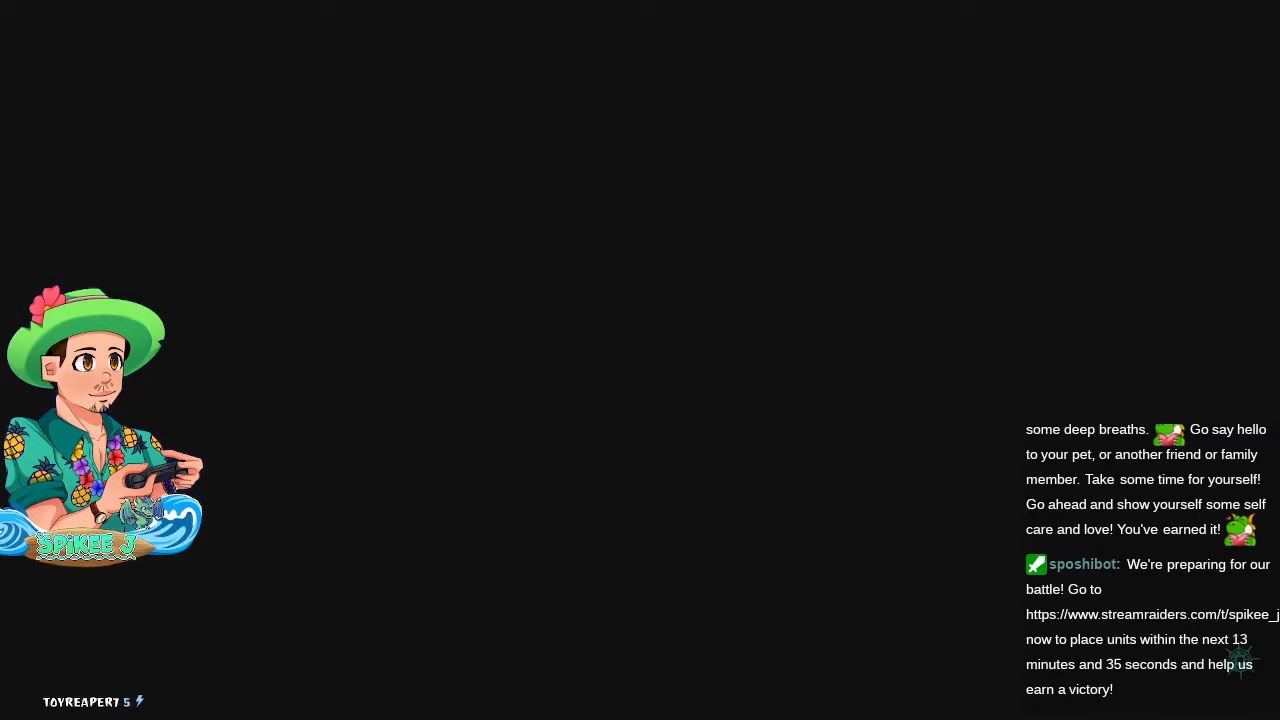 some deep breaths. Go say hello
to your pet, or another friend or family
member. Take some time for yourself!
Go ahead and show yourself some self
care and love! You've earned it!
sposhibot: We're preparing for our
battle! Go to
https://www.streamraiders.com/t/spikee_j
now to place units within the next 13
minutes and 35 seconds and help us
earn a victory!
SPIKEE J
TOYREAPER7 5